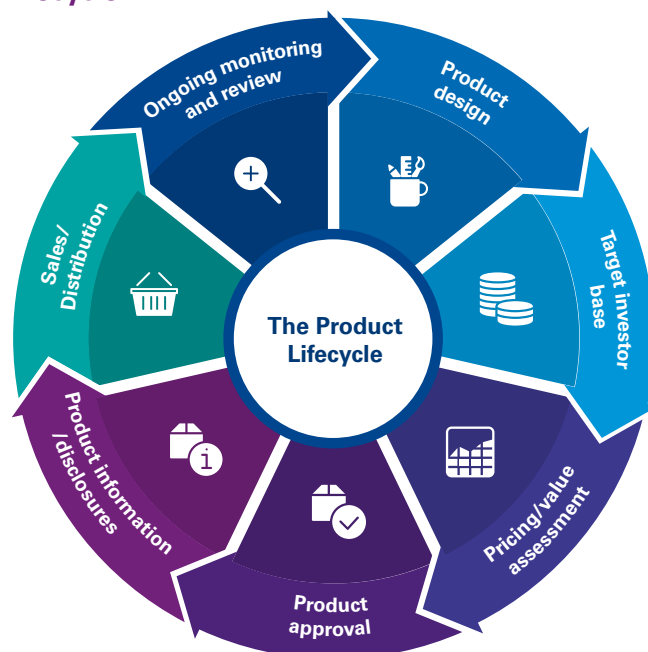 Ongoing monitoring
and review
Product
design
Target investor
base
Pricing/value
assessment
Product
approval
Product information
/disclosures
Sales/
Distribution
The Product
Lifecycle